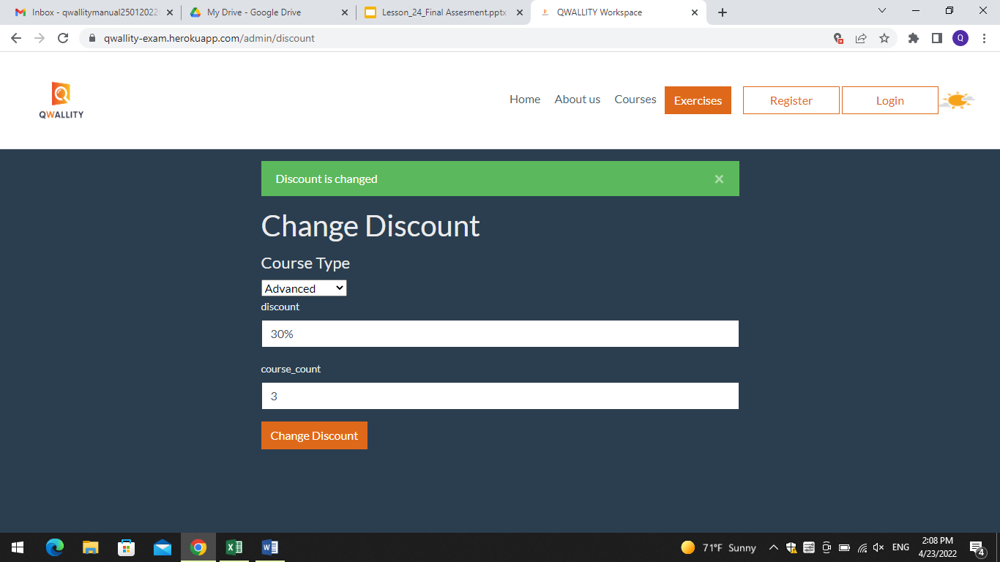 Inbox - qwallitymanual25012022
My Drive - Google Drive
Lesson_24_Final Assesment.pptx
QWALLITY Workspace
qwallity-exam.herokuapp.com/admin/discount
Q
QWALLITY
Home
About us
Courses
Exercises
Register
Login
Discount is changed
×
Change Discount
Course Type
Advanced
discount
30%
course_count
3
Change Discount
71°F Sunny
ENG
2:08 PM
4/23/2022
4